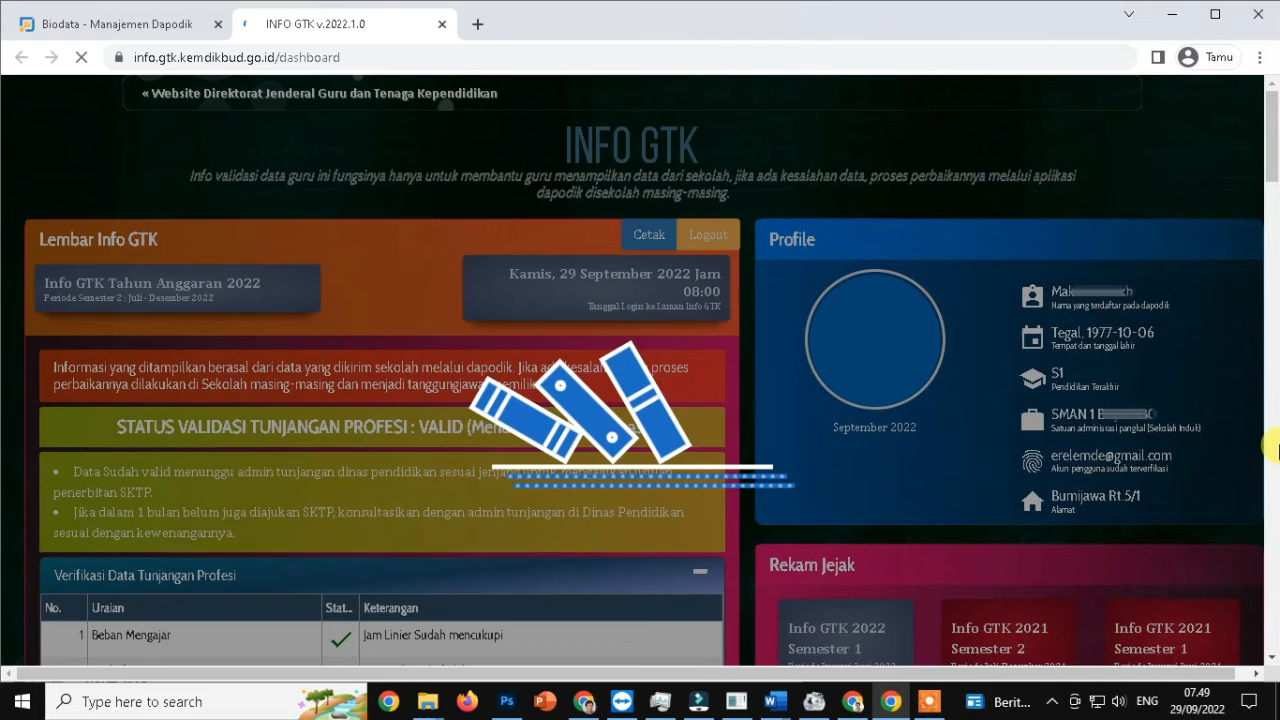 Biodata - Manajemen Dapodik
INFO GTK v.2022.1.0
info.gtk.kemdikbud.go.id/dashboard
Tamu
« Website Direktorat Jenderal Guru dan Tenaga Kependidikan
INFO GTK
Info validasi data guru ini fungsinya hanya untuk membantu guru menampilkan data dari sekolah, jika ada kesalahan data, proses perbaikannya melalui aplikasi
dapodik disekolah masing-masing.
Lembar Info GTK
Cetak
Logout
Info GTK Tahun Anggaran 2022
Periode Semester 2 : Juli - Desember 2022
Kamis, 29 September 2022 Jam
08:00
Tanggal Login ke Laman Info GTK
Informasi yang ditampilkan berasal dari data yang dikirim sekolah melalui dapodik. Jika ada proses
perbaikannya dilakukan di Sekolah masing-masing dan menjadi
STATUS VALIDASI TUNJANGAN PROFESI : VALID
• Data Sudah valid menunggu admin tunjangan dinas pendidikan sesuai
penerbitan SKTP.
• Jika dalam 1 bulan belum juga diajukan SKTP, konsultasikan dengan admin tunjangan di Dinas Pendidikan
sesuai dengan kewenangannya.
Verifikasi Data Tunjangan Profesi
No. Uraian Stat... Keterangan
1 Beban Mengajar Jam Linier Sudah mencukupi
Profile
September 2022
Nama yang terdaftar pada dapodik
Tegal, 1977-10-06
Tempat dan tanggal lahir
S1
Pendidikan Terakhir
SMAN 1
Satuan administrasi pangkal (Sekolah Induk)
erelemde@gmail.com
Akun pengguna sudah terverifikasi
Bumijawa Rt.5/1
Alamat
Rekam Jejak
Info GTK 2022
Semester 1
Info GTK 2021
Semester 2
Info GTK 2021
Semester 1
Type here to search
Berit...
ENG
07.49
29/09/2022